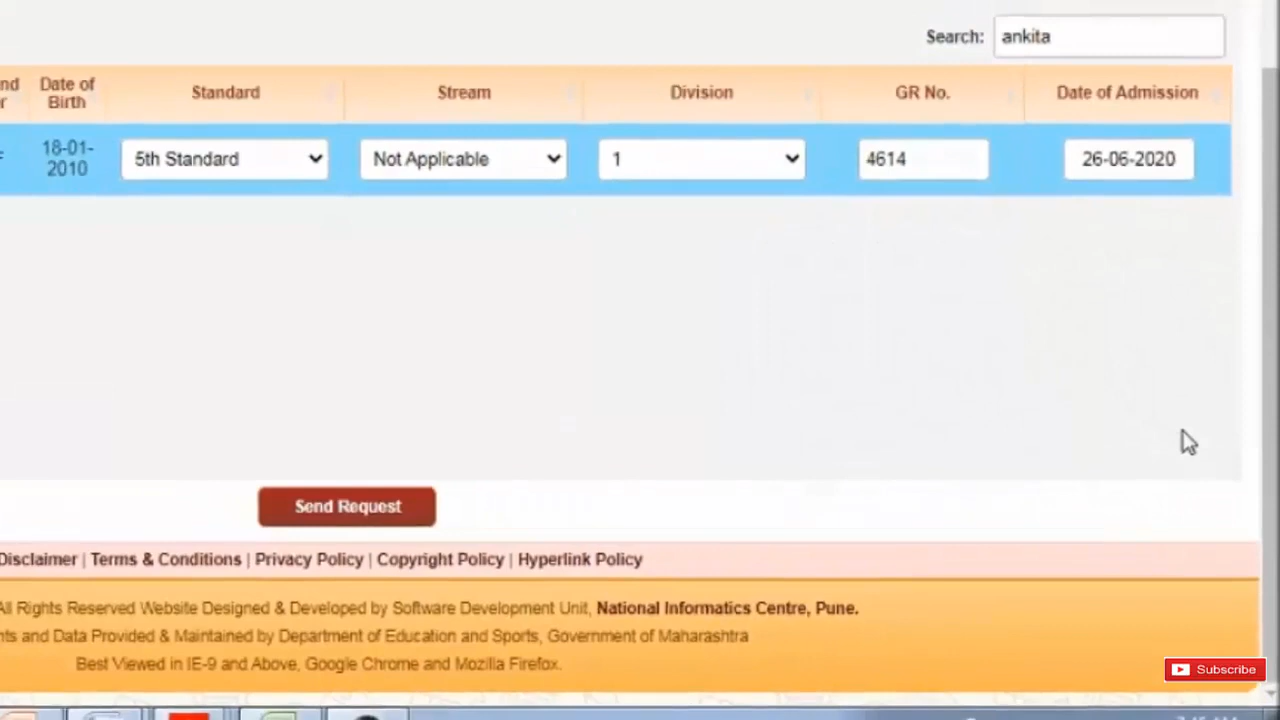 Search: ankita
nd
r
Date of
Birth
Standard
Stream
Division
GR No.
Date of Admission
18-01-
2010
5th Standard
Not Applicable
1
4614
26-06-2020
Send Request
Disclaimer | Terms & Conditions | Privacy Policy | Copyright Policy | Hyperlink Policy
All Rights Reserved Website Designed & Developed by Software Development Unit, National Informatics Centre, Pune.
nts and Data Provided & Maintained by Department of Education and Sports, Government of Maharashtra
Best Viewed in IE-9 and Above, Google Chrome and Mozilla Firefox.
Subscribe